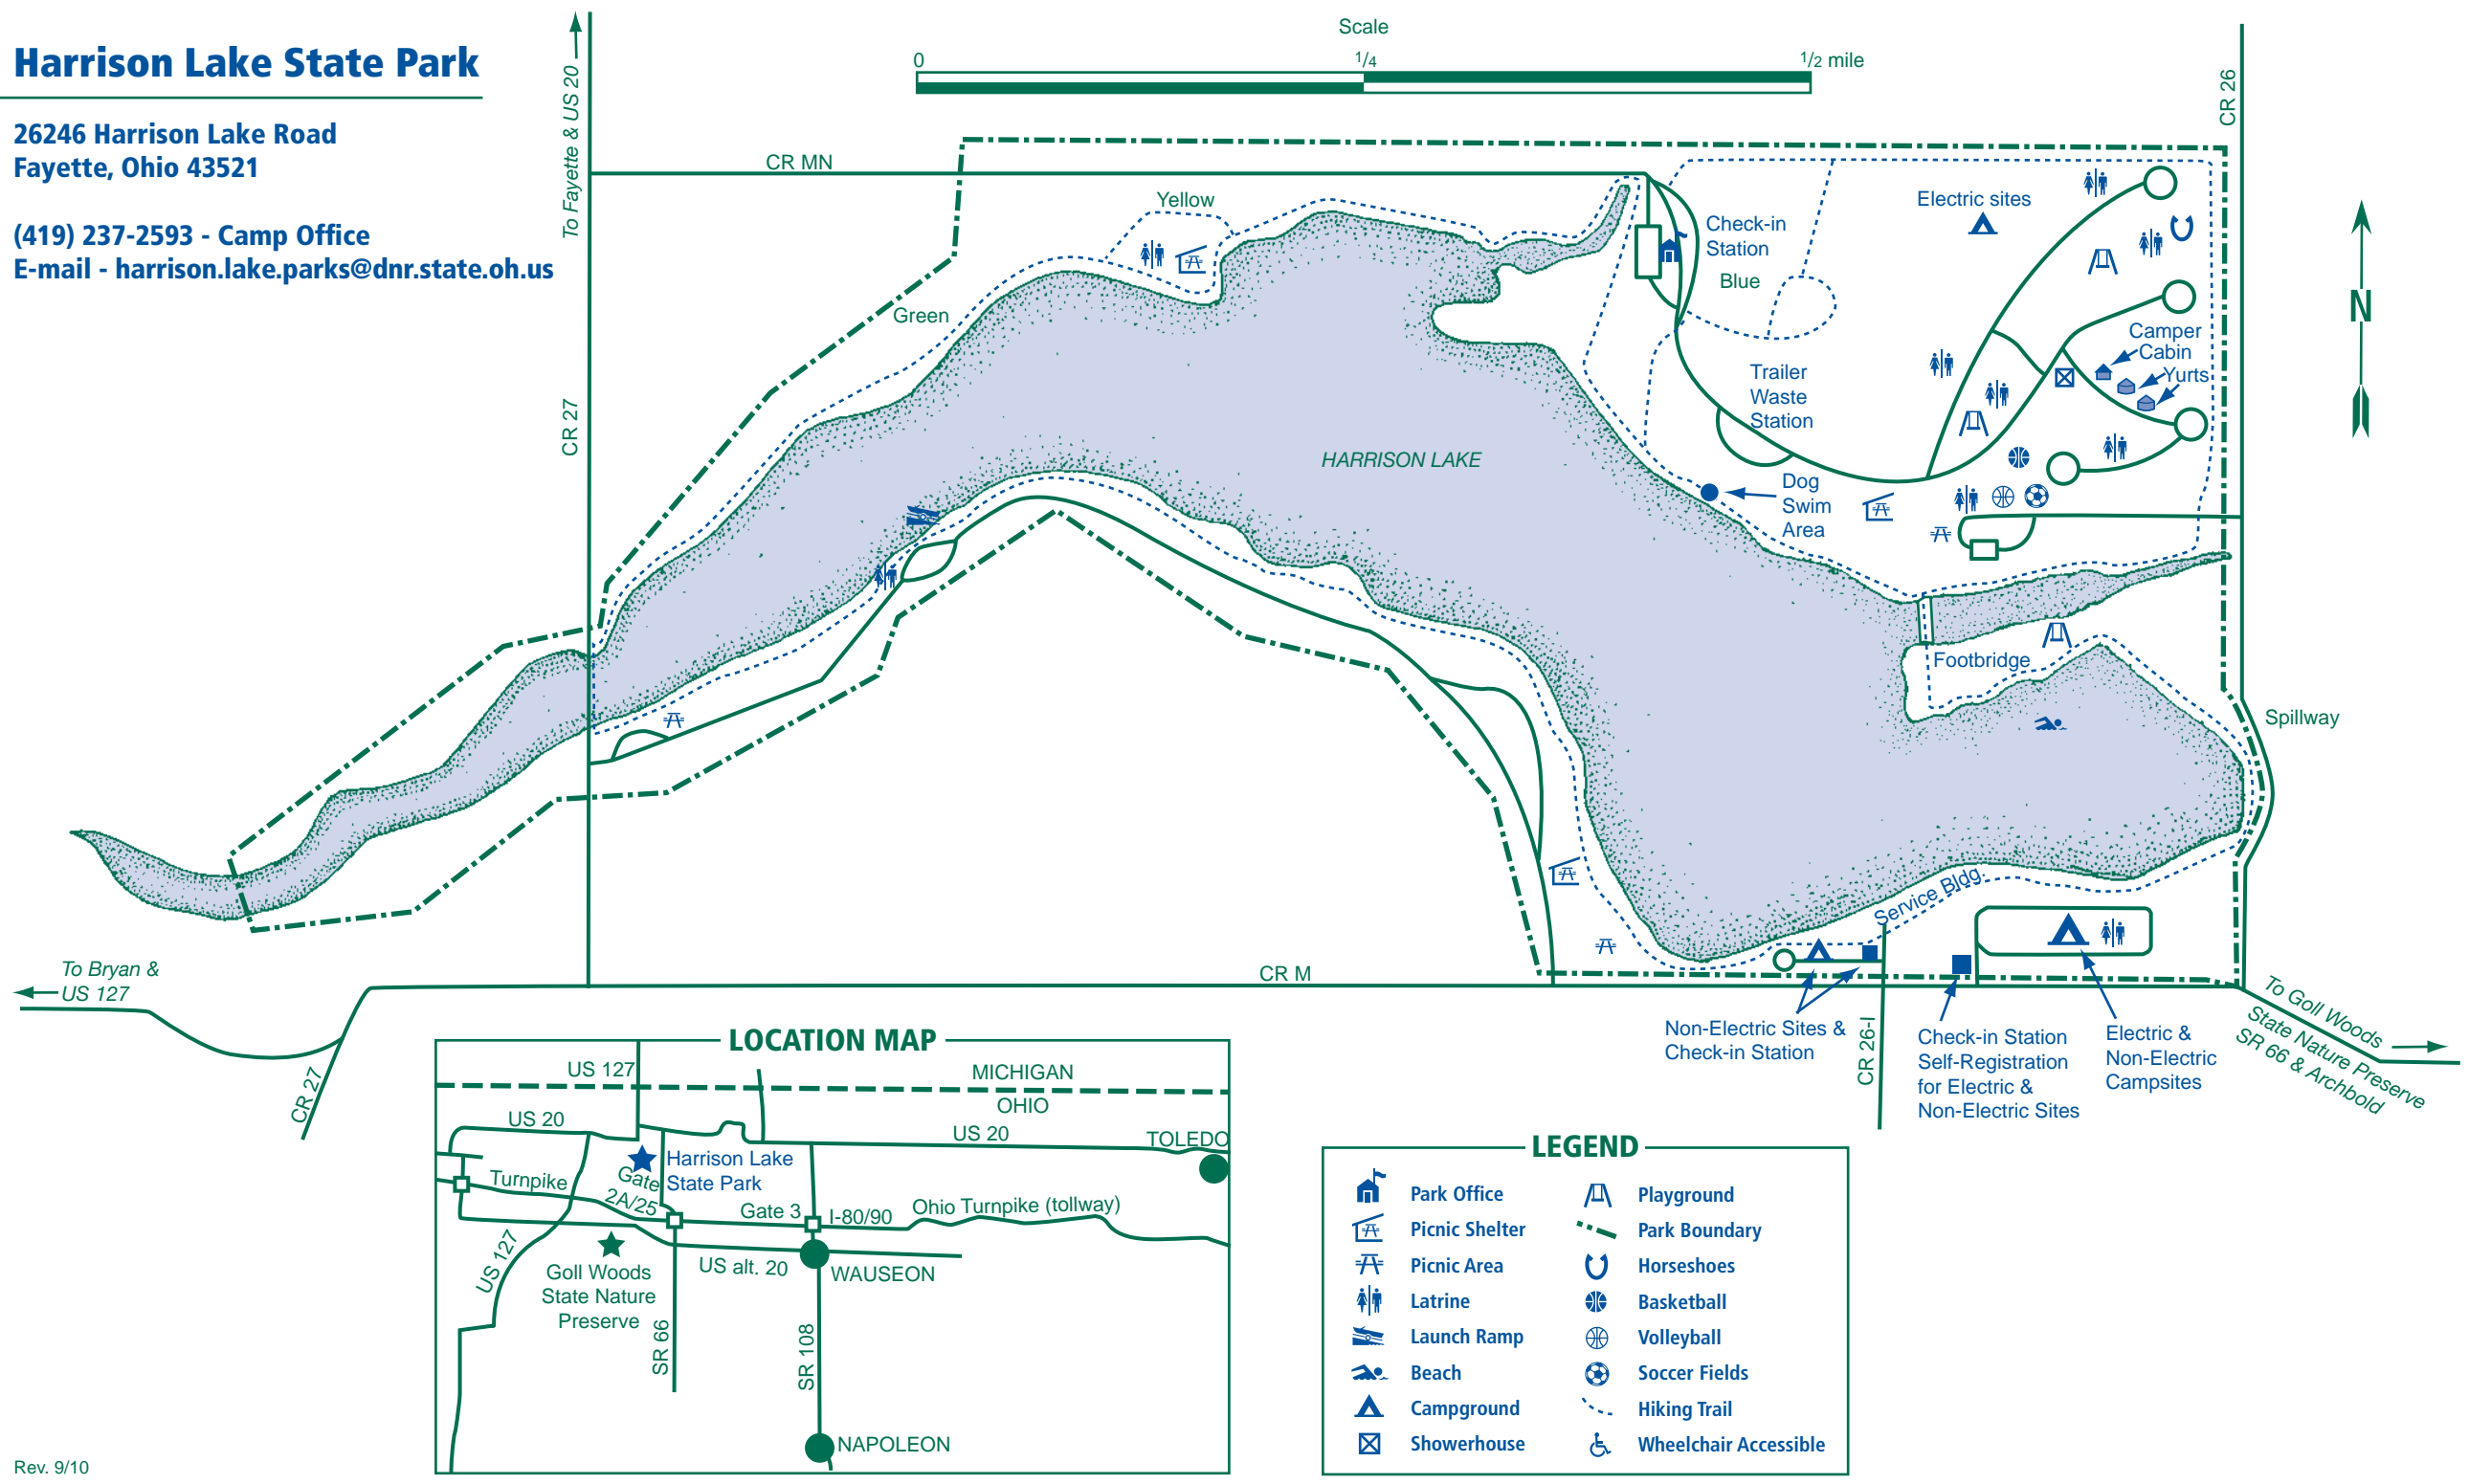 Harrison Lake State Park
26246 Harrison Lake Road
Fayette, Ohio 43521
(419) 237-2593 - Camp Office
E-mail - harrison.lake.parks@dnr.state.oh.us
To Fayette & US 20
Scale
0
1/4
1/2 mile
CR 26
CR MN
Yellow
Electric sites
Check-in
Station
Blue
N
Green
Camper
Cabin
Yurts
Trailer
Waste
Station
CR 27
HARRISON LAKE
Dog
Swim
Area
Footbridge
Spillway
Service Bldg.
To Bryan &
US 127
CR M
CR 27
Non-Electric Sites &
Check-in Station
CR 26-I
Check-in Station
Self-Registration
for Electric &
Non-Electric Sites
Electric &
Non-Electric
Campsites
To Goll Woods
State Nature Preserve
SR 66 & Archbold
LOCATION MAP
US 127
MICHIGAN
OHIO
US 20
US 20
TOLEDO
Harrison Lake
State Park
Turnpike
Gate
2A/25
Gate 3
I-80/90
Ohio Turnpike (tollway)
US 127
US alt. 20
WAUSEON
Goll Woods
State Nature
Preserve
SR 66
SR 108
NAPOLEON
LEGEND
Park Office
Picnic Shelter
Picnic Area
Latrine
Launch Ramp
Beach
Campground
Showerhouse
Playground
Park Boundary
Horseshoes
Basketball
Volleyball
Soccer Fields
Hiking Trail
Wheelchair Accessible
Rev. 9/10